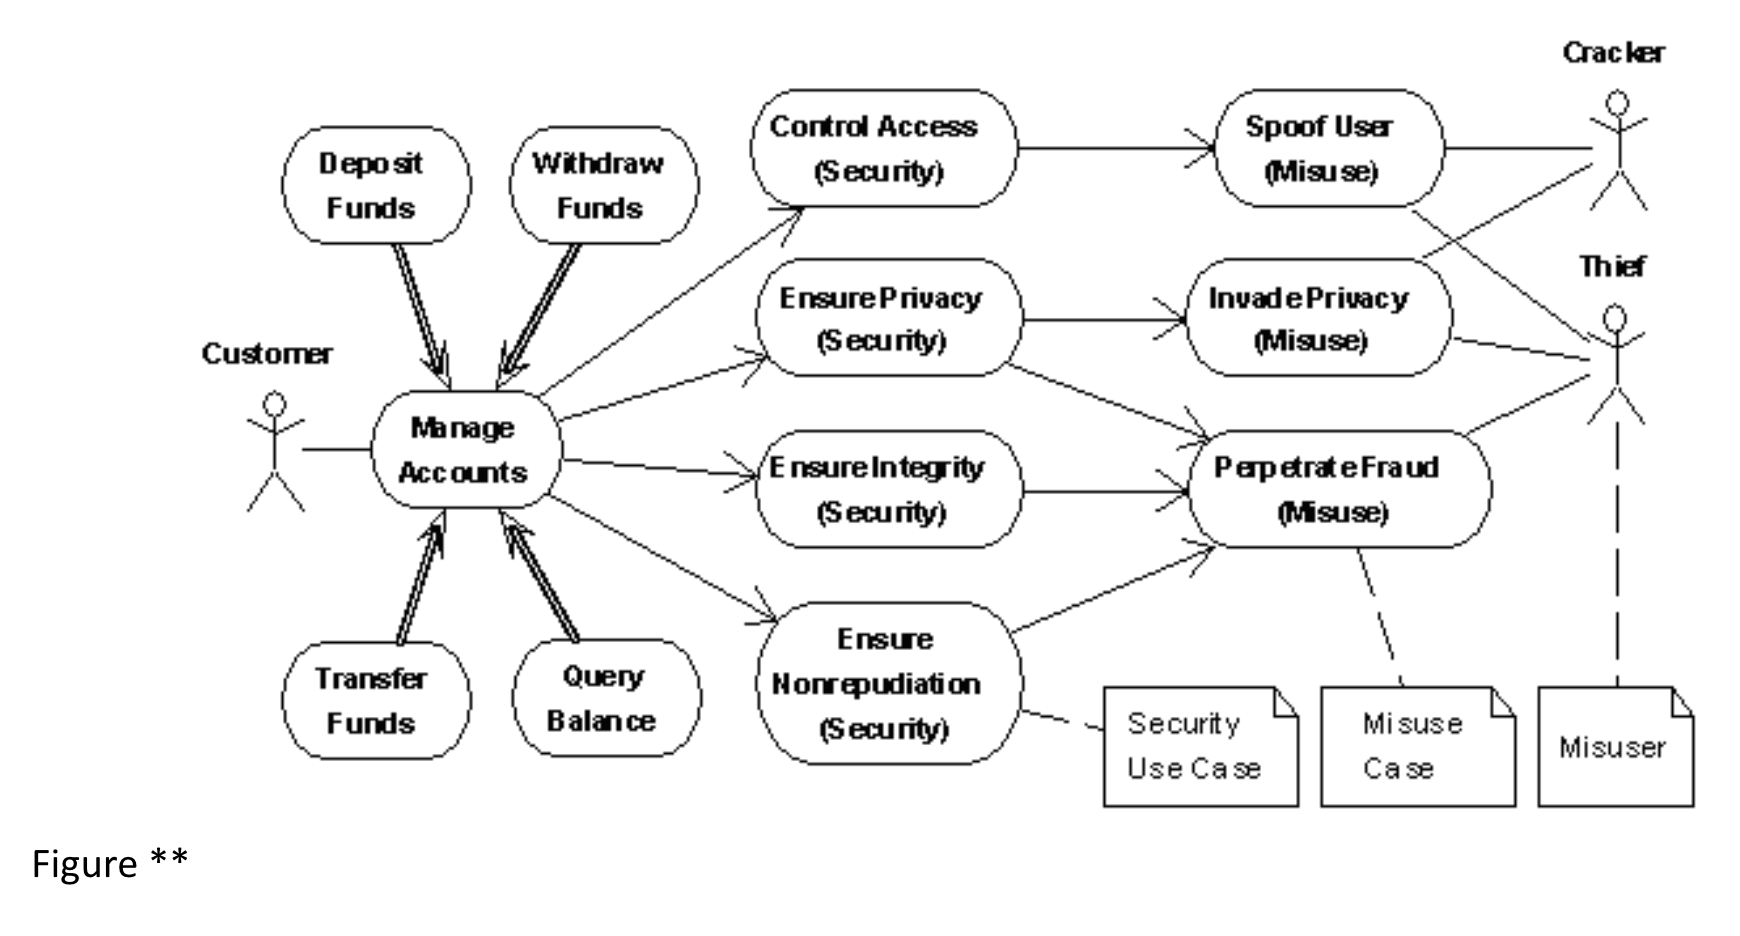 Cracker
Control Access
(Security)
Spoof User
(Misuse)
Deposit
Funds
Withdraw
Funds
Thief
Ensure Privacy
(Security)
Invade Privacy
(Misuse)
Customer
Manage
Accounts
Ensure Integrity
(Security)
Perpetrate Fraud
(Misuse)
Transfer
Funds
Query
Balance
Ensure
Nonrepudiation
(Security)
Security
Use Case
Misuse
Case
Misuser
Figure **